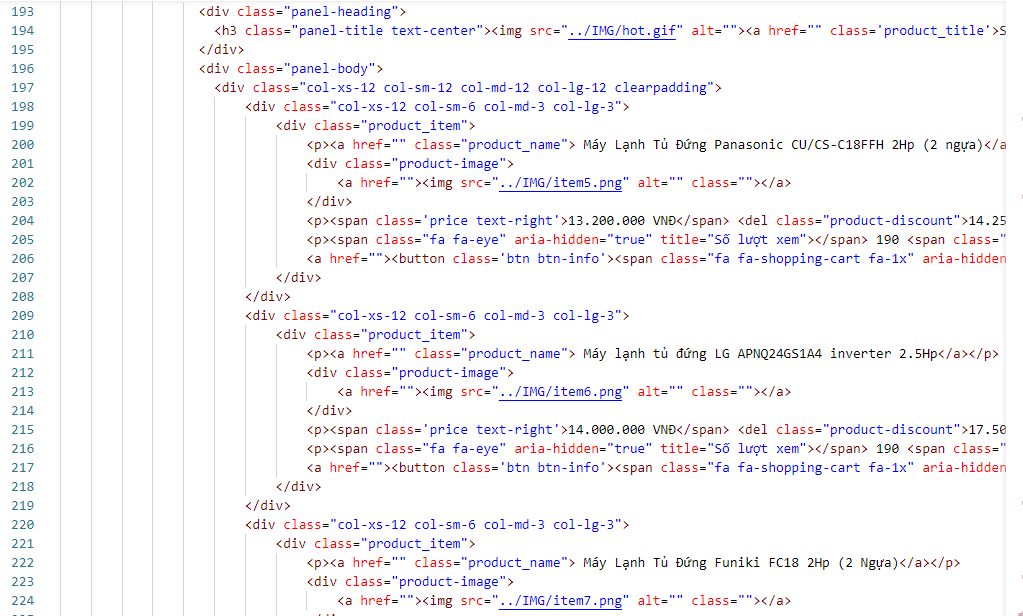 193 <div class="panel-heading">
194 <h3 class="panel-title text-center"><img src="../IMG/hot.gif" alt=""><a href="" class='product_title'>S
195 </div>
196 <div class="panel-body">
197 <div class="col-xs-12 col-sm-12 col-md-12 col-lg-12 clearpadding">
198 <div class="col-xs-12 col-sm-6 col-md-3 col-lg-3">
199 <div class="product_item">
200 <p><a href="" class="product_name"> Máy Lạnh Tủ Đứng Panasonic CU/CS-C18FFH 2Hp (2 ngựa)</a
201 <div class="product-image">
202 <a href=""><img src="../IMG/item5.png" alt="" class=""></a>
203 </div>
204 <p><span class='price text-right'>13.200.000 VNĐ</span> <del class="product-discount">14.25
205 <p><span class="fa fa-eye" aria-hidden="true" title="Số lượt xem"></span> 190 <span class="
206 <a href=""><button class='btn btn-info'><span class="fa fa-shopping-cart fa-1x" aria-hidden
207 </div>
208 </div>
209 <div class="col-xs-12 col-sm-6 col-md-3 col-lg-3">
210 <div class="product_item">
211 <p><a href="" class="product_name"> Máy lạnh tủ đứng LG APNQ24GS1A4 inverter 2.5Hp</a></p>
212 <div class="product-image">
213 <a href=""><img src="../IMG/item6.png" alt="" class=""></a>
214 </div>
215 <p><span class='price text-right'>14.000.000 VNĐ</span> <del class="product-discount">17.50
216 <p><span class="fa fa-eye" aria-hidden="true" title="Số lượt xem"></span> 190 <span class="
217 <a href=""><button class='btn btn-info'><span class="fa fa-shopping-cart fa-1x" aria-hidden
218 </div>
219 </div>
220 <div class="col-xs-12 col-sm-6 col-md-3 col-lg-3">
221 <div class="product_item">
222 <p><a href="" class="product_name"> Máy Lạnh Tủ Đứng Funiki FC18 2Hp (2 Ngựa)</a></p>
223 <div class="product-image">
224 <a href=""><img src="../IMG/item7.png" alt="" class=""></a>